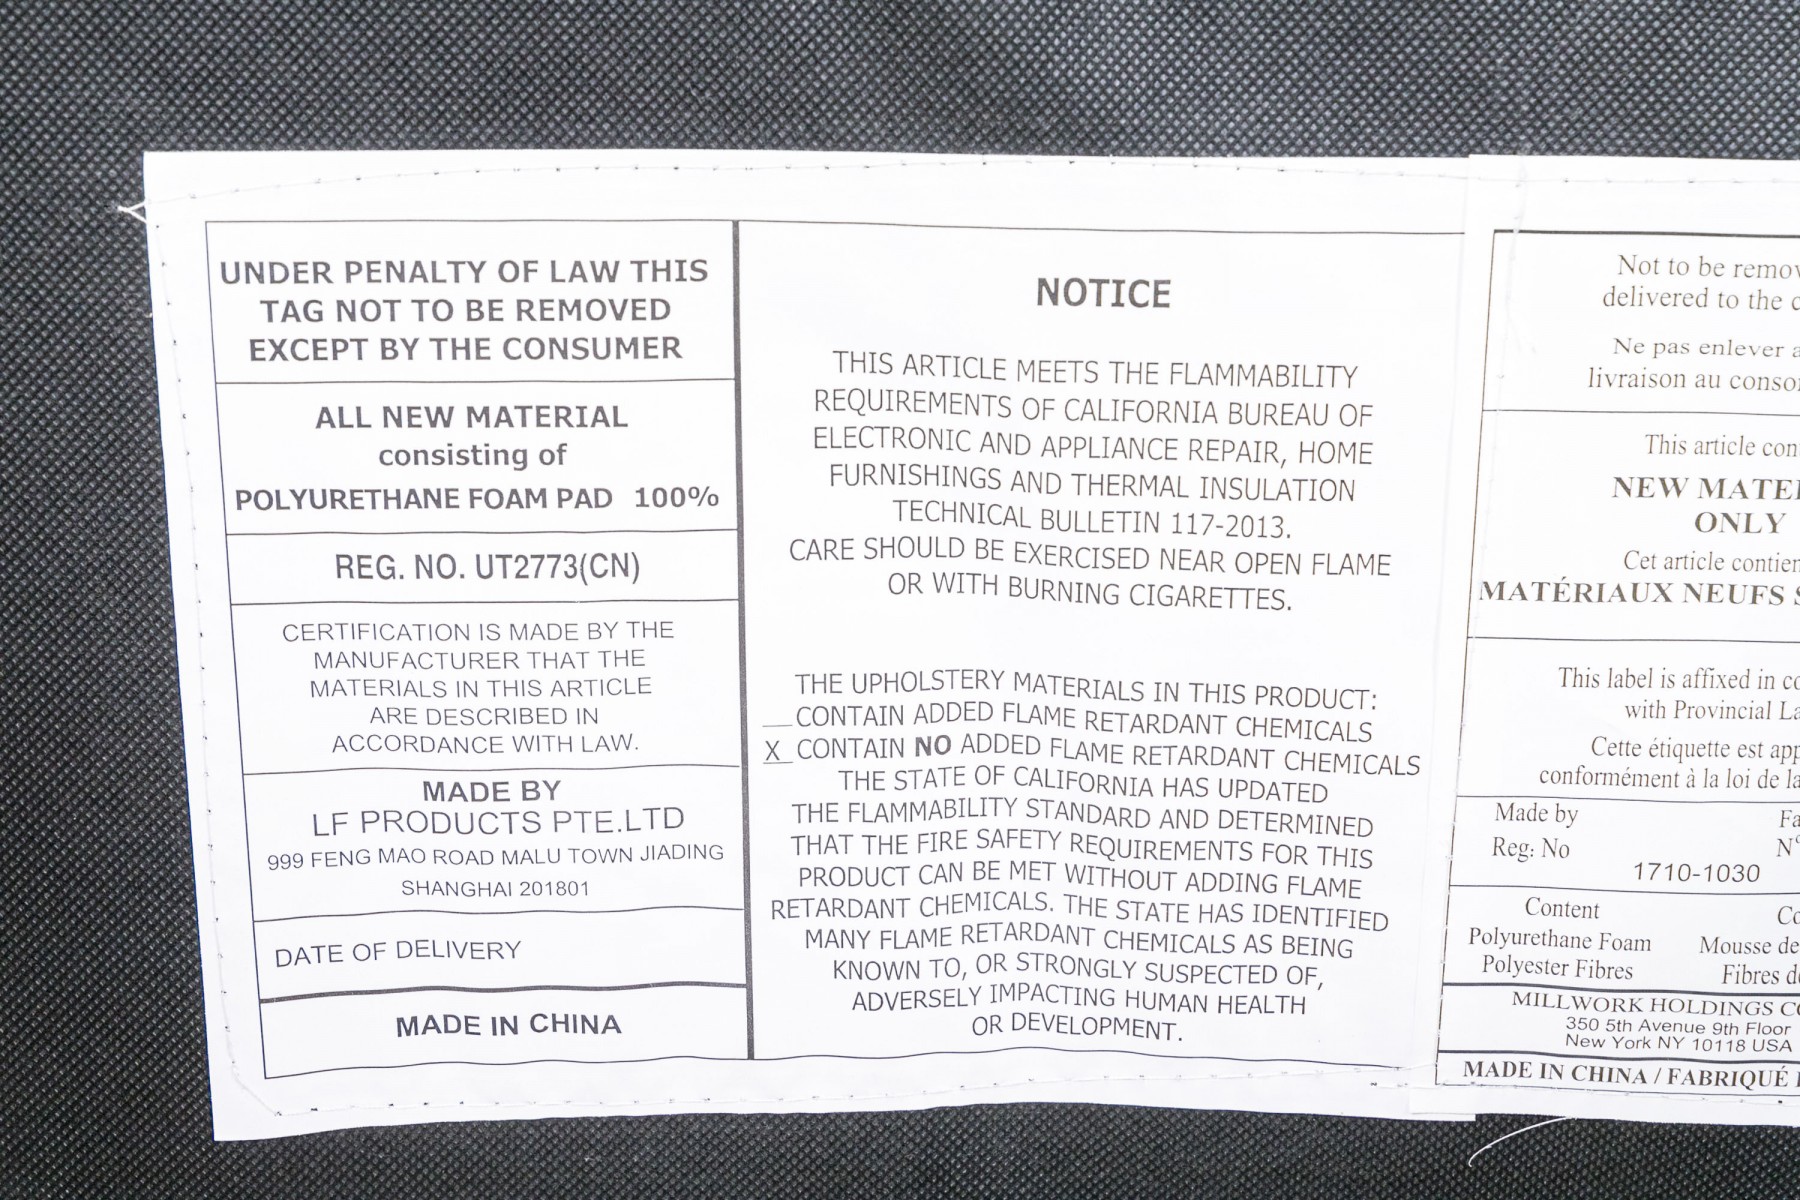 UNDER PENALTY OF LAW THIS
TAG NOT TO BE REMOVED
EXCEPT BY THE CONSUMER
ALL NEW MATERIAL
consisting of
POLYURETHANE FOAM PAD 100%
REG. NO. UT2773(CN)
CERTIFICATION IS MADE BY THE
MANUFACTURER THAT THE
MATERIALS IN THIS ARTICLE
ARE DESCRIBED IN
ACCORDANCE WITH LAW.
MADE BY
LF PRODUCTS PTE.LTD
999 FENG MAO ROAD MALU TOWN JIADING
SHANGHAI 201801
DATE OF DELIVERY
MADE IN CHINA
NOTICE
THIS ARTICLE MEETS THE FLAMMABILITY
REQUIREMENTS OF CALIFORNIA BUREAU OF
ELECTRONIC AND APPLIANCE REPAIR, HOME
FURNISHINGS AND THERMAL INSULATION
TECHNICAL BULLETIN 117-2013.
CARE SHOULD BE EXERCISED NEAR OPEN FLAME
OR WITH BURNING CIGARETTES.
THE UPHOLSTERY MATERIALS IN THIS PRODUCT:
__CONTAIN ADDED FLAME RETARDANT CHEMICALS
X_CONTAIN NO ADDED FLAME RETARDANT CHEMICALS
THE STATE OF CALIFORNIA HAS UPDATED
THE FLAMMABILITY STANDARD AND DETERMINED
THAT THE FIRE SAFETY REQUIREMENTS FOR THIS
PRODUCT CAN BE MET WITHOUT ADDING FLAME
RETARDANT CHEMICALS. THE STATE HAS IDENTIFIED
MANY FLAME RETARDANT CHEMICALS AS BEING
KNOWN TO, OR STRONGLY SUSPECTED OF,
ADVERSELY IMPACTING HUMAN HEALTH
OR DEVELOPMENT.
Not to be
delivered to the
Ne pas enlever
livraison au
This article
NEW
ONLY
Cet article
MATÉRIAUX NEUFS
This label is affixed in
with Provincial
Cette étiquette est
conformément à la loi de la
Made by
Reg: No
1710-1030
Content
Polyurethane Foam Mousse de
Polyester Fibres Fibres
MILLWORK HOLDINGS
350 5th Avenue 9th Floor
New York NY 10118 USA
MADE IN CHINA / FABRIQUÉ